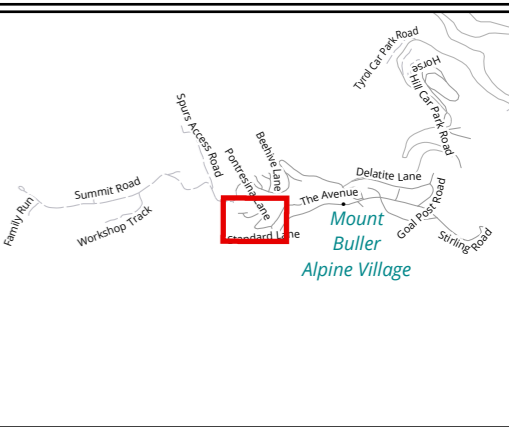 Tyrol Car Park Road
Horse
Hill Car Park Road
Spurs Access Road
Beehive Lane
Pontresina Lane
Delatite Lane
Summit Road
The Avenue
Family Run
Workshop Track
Standard Lane
Goal Post Road
Stirling Road
Mount
Buller
Alpine Village